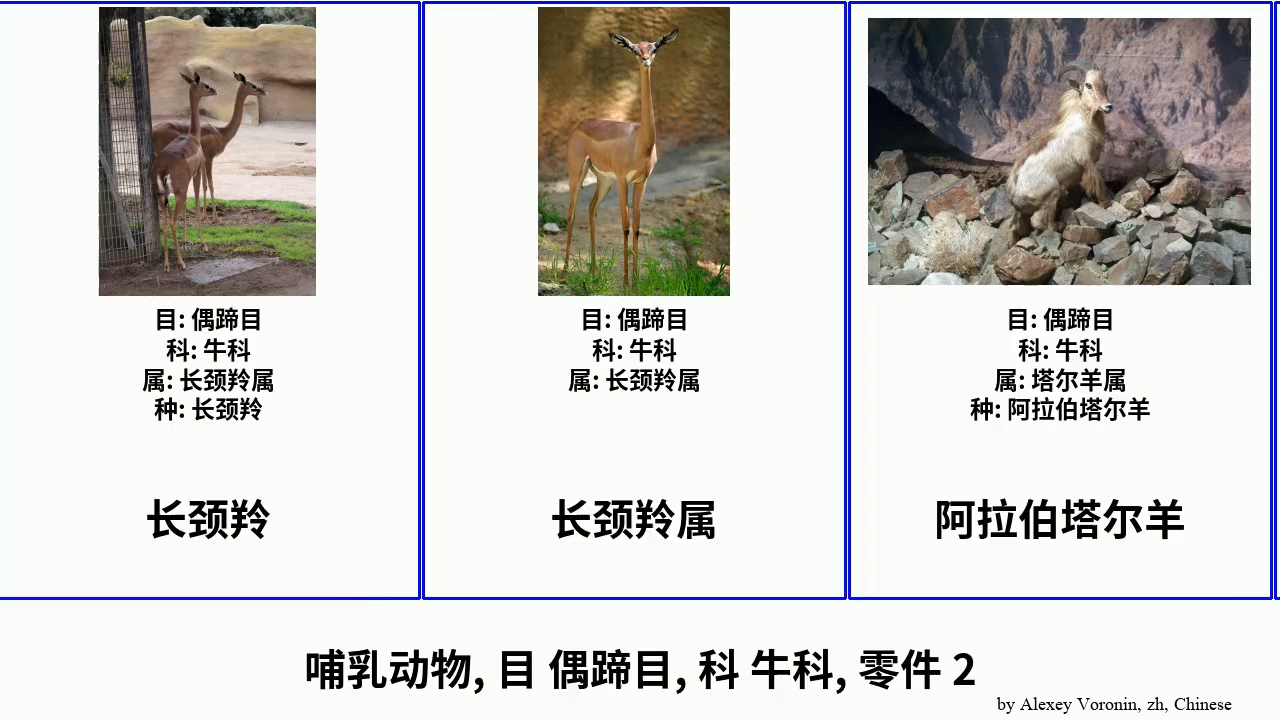 目: 偶蹄目
科: 牛科
属: 长颈羚属
种: 长颈羚
长颈羚
目: 偶蹄目
科: 牛科
属: 长颈羚属
长颈羚属
目: 偶蹄目
科: 牛科
属: 塔尔羊属
种: 阿拉伯塔尔羊
阿拉伯塔尔羊
哺乳动物, 目 偶蹄目, 科 牛科, 零件 2
by Alexey Voronin, zh, Chinese